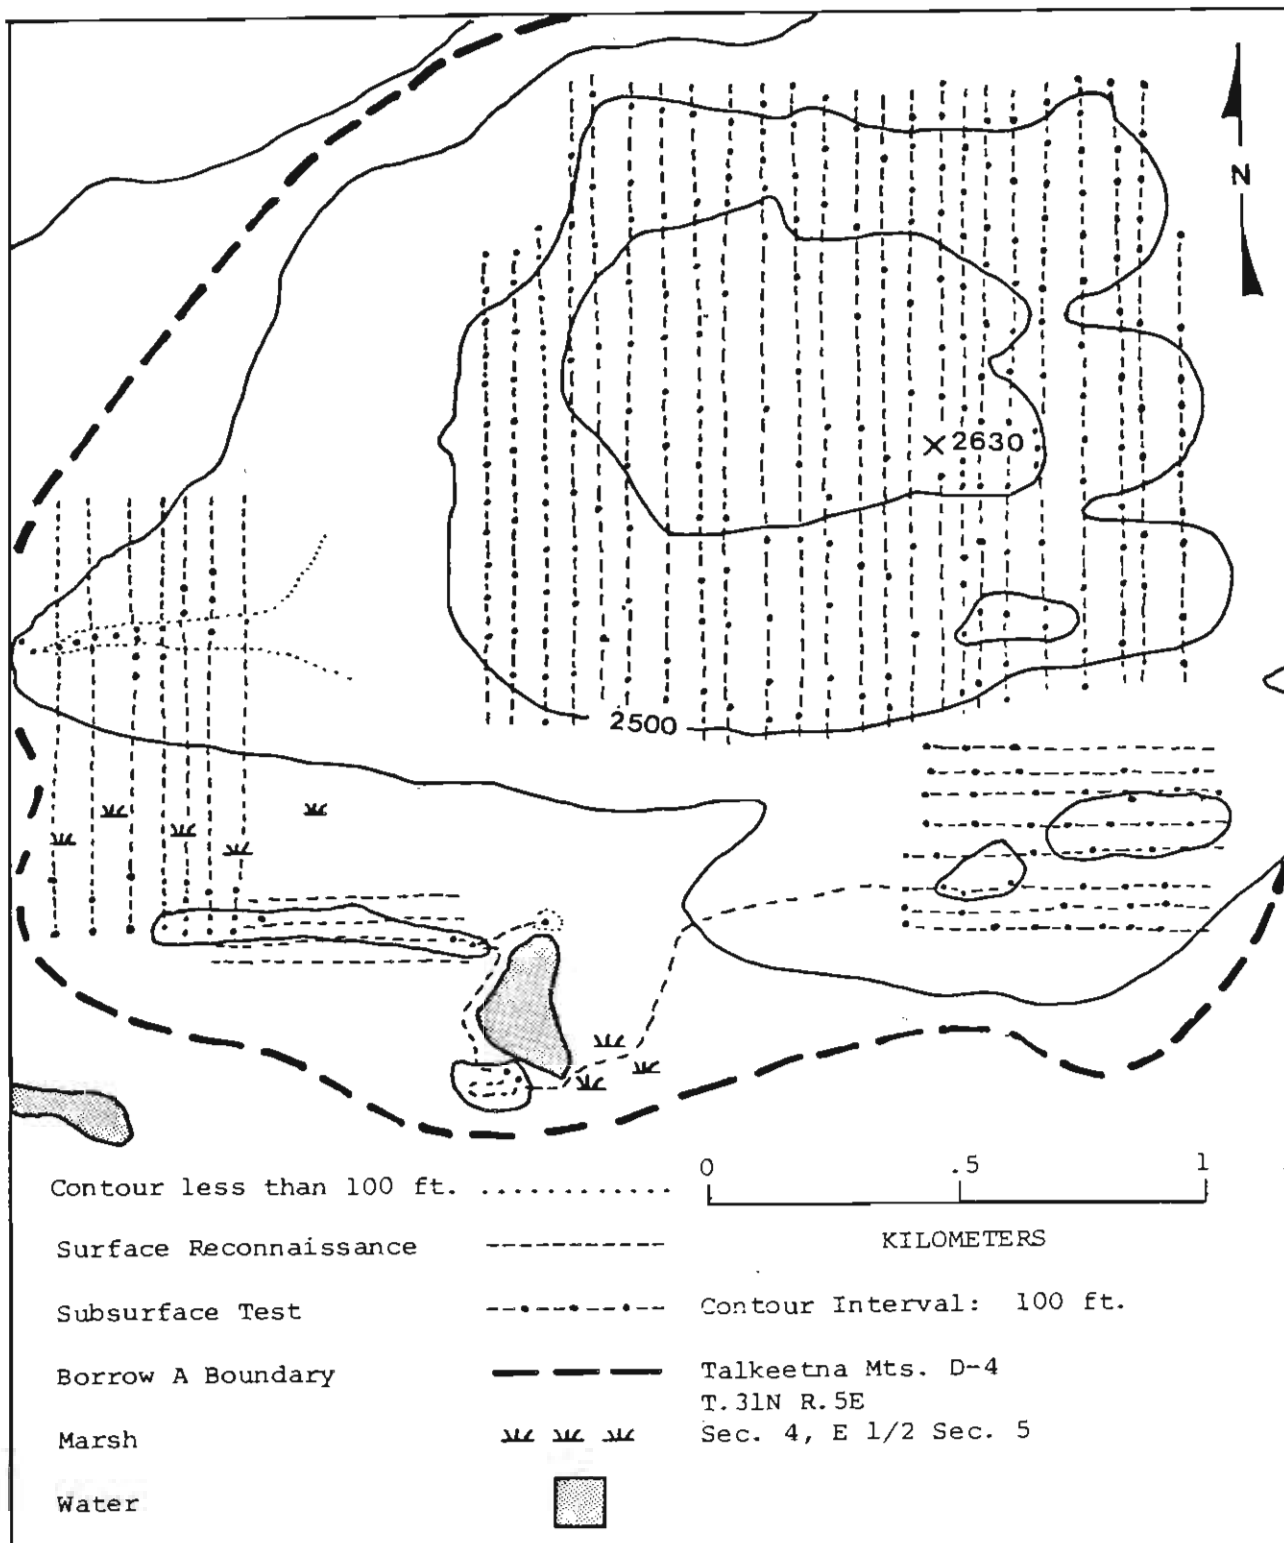 N
2630
2500
0 .5 1
KILOMETERS
Contour less than 100 ft.
Surface Reconnaissance
Subsurface Test
Contour Interval: 100 ft.
Borrow A Boundary
Talkeetna Mts. D-4
T.31N R.5E
Marsh
Sec. 4, E 1/2 Sec. 5
Water